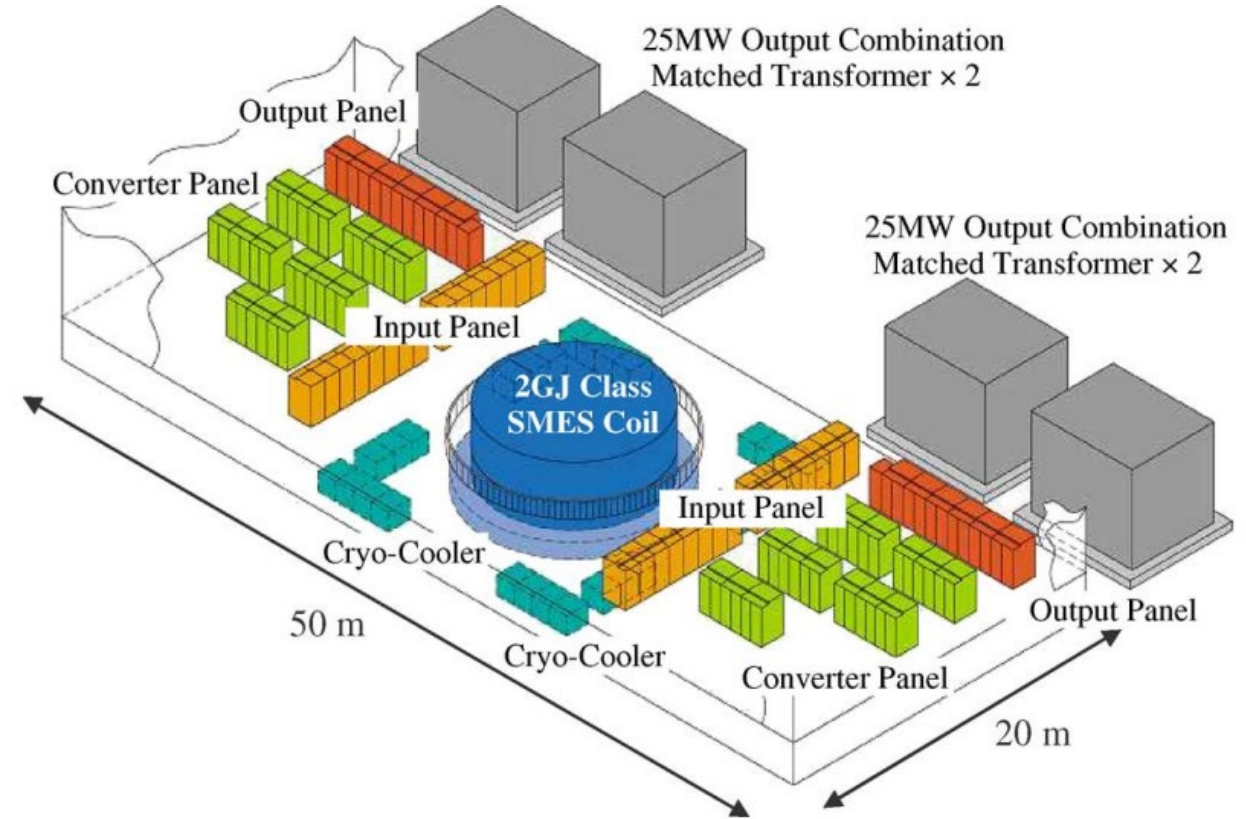 25MW Output Combination
Matched Transformer × 2
Output Panel
Converter Panel
25MW Output Combination
Matched Transformer × 2
Input Panel
2GJ Class
SMES Coil
Input Panel
Cryo-Cooler
50 m
Cryo-Cooler
Output Panel
Converter Panel
20 m